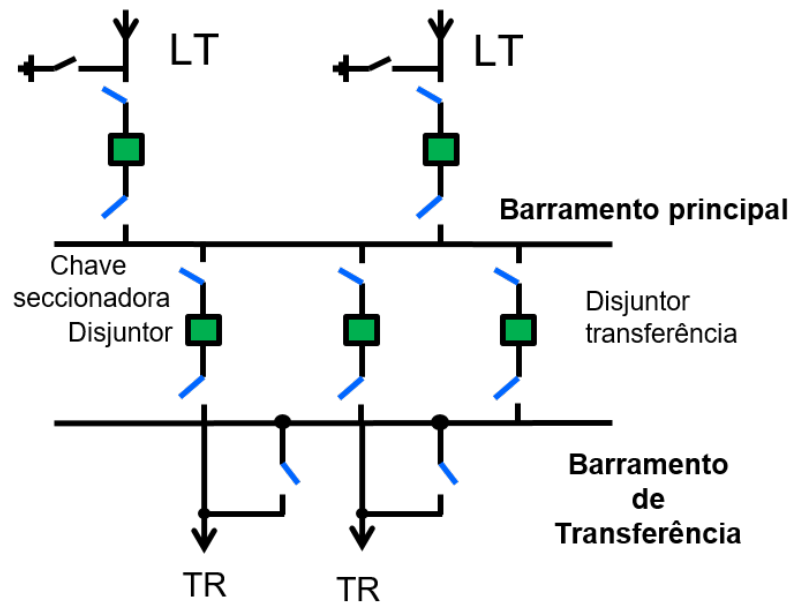 LT
LT
Barramento principal
Chave
seccionadora
Disjuntor
Disjuntor
transferência
Barramento
de
Transferência
TR
TR